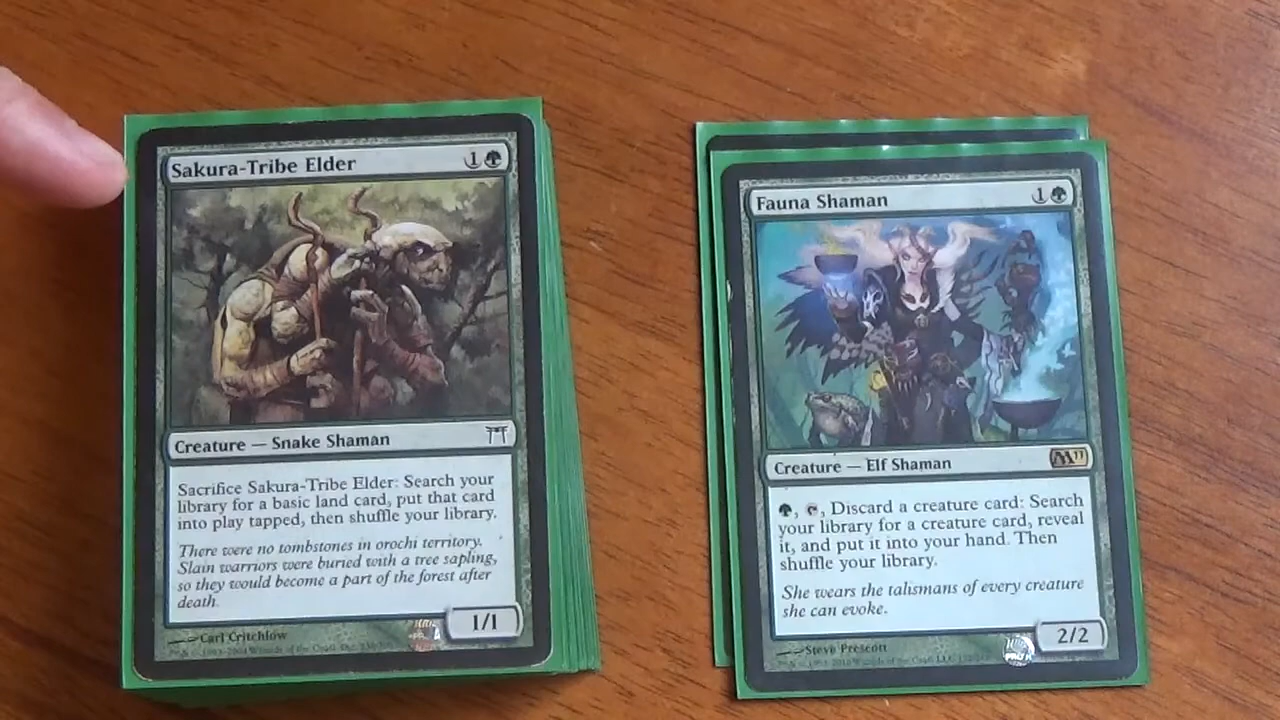 Sakura-Tribe Elder 1
Creature — Snake Shaman
Sacrifice Sakura-Tribe Elder: Search your
library for a basic land card, put that card
into play tapped, then shuffle your library.
There were no tombstones in orochi territory.
Slain warriors were buried with a tree sapling,
so they would become a part of the forest after
death.
1/1
Carl Critchlow
Fauna Shaman 1
Creature — Elf Shaman
M11
, , Discard a creature card: Search
your library for a creature card, reveal
it, and put it into your hand. Then
shuffle your library.
She wears the talismans of every creature
she can evoke.
2/2
Steve Prescott